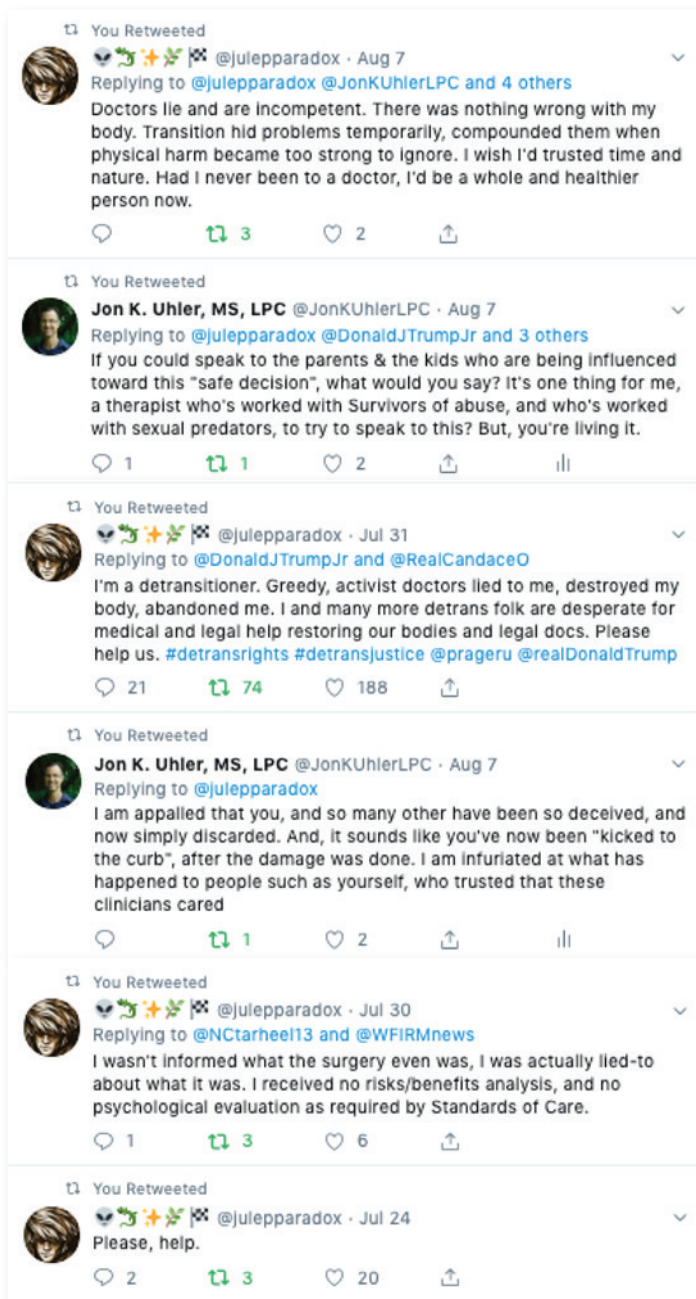 You Retweeted
👽🐉✨🌿🏁 @julepparadox · Aug 7
Replying to @julepparadox @JonKUhlerLPC and 4 others
Doctors lie and are incompetent. There was nothing wrong with my
body. Transition hid problems temporarily, compounded them when
physical harm became too strong to ignore. I wish I'd trusted time and
nature. Had I never been to a doctor, I'd be a whole and healthier
person now.
3 2
You Retweeted
Jon K. Uhler, MS, LPC @JonKUhlerLPC · Aug 7
Replying to @julepparadox @DonaldJTrumpJr and 3 others
If you could speak to the parents & the kids who are being influenced
toward this "safe decision", what would you say? It's one thing for me,
a therapist who's worked with Survivors of abuse, and who's worked
with sexual predators, to try to speak to this? But, you're living it.
1 1 2
You Retweeted
👽🐉✨🌿🏁 @julepparadox · Jul 31
Replying to @DonaldJTrumpJr and @RealCandaceO
I'm a detransitioner. Greedy, activist doctors lied to me, destroyed my
body, abandoned me. I and many more detrans folk are desperate for
medical and legal help restoring our bodies and legal docs. Please
help us. #detransrights #detransjustice @prageru @realDonaldTrump
21 74 188
You Retweeted
Jon K. Uhler, MS, LPC @JonKUhlerLPC · Aug 7
Replying to @julepparadox
I am appalled that you, and so many other have been so deceived, and
now simply discarded. And, it sounds like you've now been "kicked to
the curb", after the damage was done. I am infuriated at what has
happened to people such as yourself, who trusted that these
clinicians cared
1 2
You Retweeted
👽🐉✨🌿🏁 @julepparadox · Jul 30
Replying to @NCtarheel13 and @WFIRMnews
I wasn't informed what the surgery even was, I was actually lied-to
about what it was. I received no risks/benefits analysis, and no
psychological evaluation as required by Standards of Care.
1 3 6
You Retweeted
👽🐉✨🌿🏁 @julepparadox · Jul 24
Please, help.
2 3 20